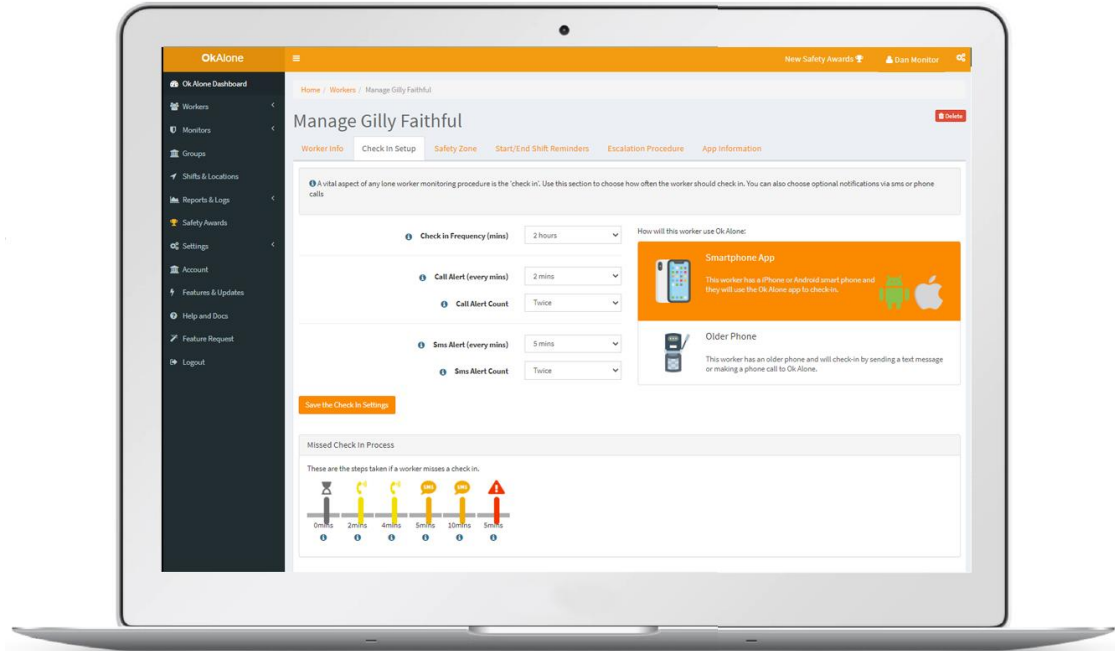 OkAlone
New Safety Awards
Dan Monitor
Ok Alone Dashboard
Workers
Monitors
Groups
Shifts & Locations
Reports & Logs
Safety Awards
Settings
Account
Features & Updates
Help and Docs
Feature Request
Logout
Home / Workers / Manage Gilly Faithful
Manage Gilly Faithful
Delete
Worker Info
Check In Setup
Safety Zone
Start/End Shift Reminders
Escalation Procedure
App Information
A vital aspect of any lone worker monitoring procedure is the 'check in'. Use this section to choose how often the worker should check in. You can also choose optional notifications via sms or phone
calls
Check in Frequency (mins)
2 hours
Call Alert (every mins)
2 mins
Call Alert Count
Twice
Sms Alert (every mins)
5 mins
Sms Alert Count
Twice
How will this worker use Ok Alone:
Smartphone App
This worker has a iPhone or Android smart phone and
they will use the Ok Alone app to check-in.
Older Phone
This worker has an older phone and will check-in by sending a text message
or making a phone call to Ok Alone.
Save the Check In Settings
Missed Check In Process
These are the steps taken if a worker misses a check in.
SMS SMS
0mins 2mins 4mins 5mins 10mins 5mins